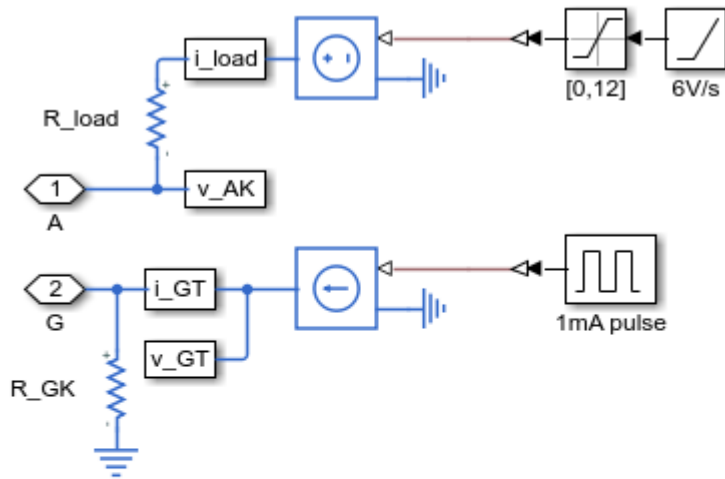 i_load
[0,12]
6V/s
R_load
1
A
v_AK
2
G
i_GT
1mA pulse
v_GT
R_GK